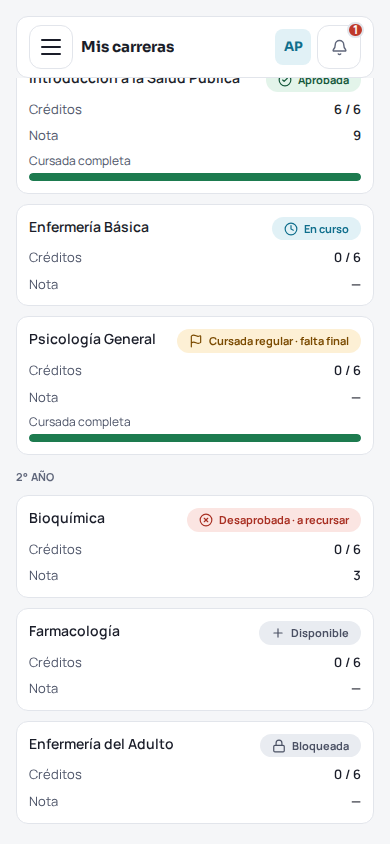 Mis carreras
AP
1
Introducción a la Salud Pública
Aprobada
Créditos
6 / 6
Nota
9
Cursada completa
Enfermería Básica
En curso
Créditos
0 / 6
Nota
—
Psicología General
Cursada regular · falta final
Créditos
0 / 6
Nota
—
Cursada completa
2° AÑO
Bioquímica
Desaprobada · a recursar
Créditos
0 / 6
Nota
3
Farmacología
Disponible
Créditos
0 / 6
Nota
—
Enfermería del Adulto
Bloqueada
Créditos
0 / 6
Nota
—